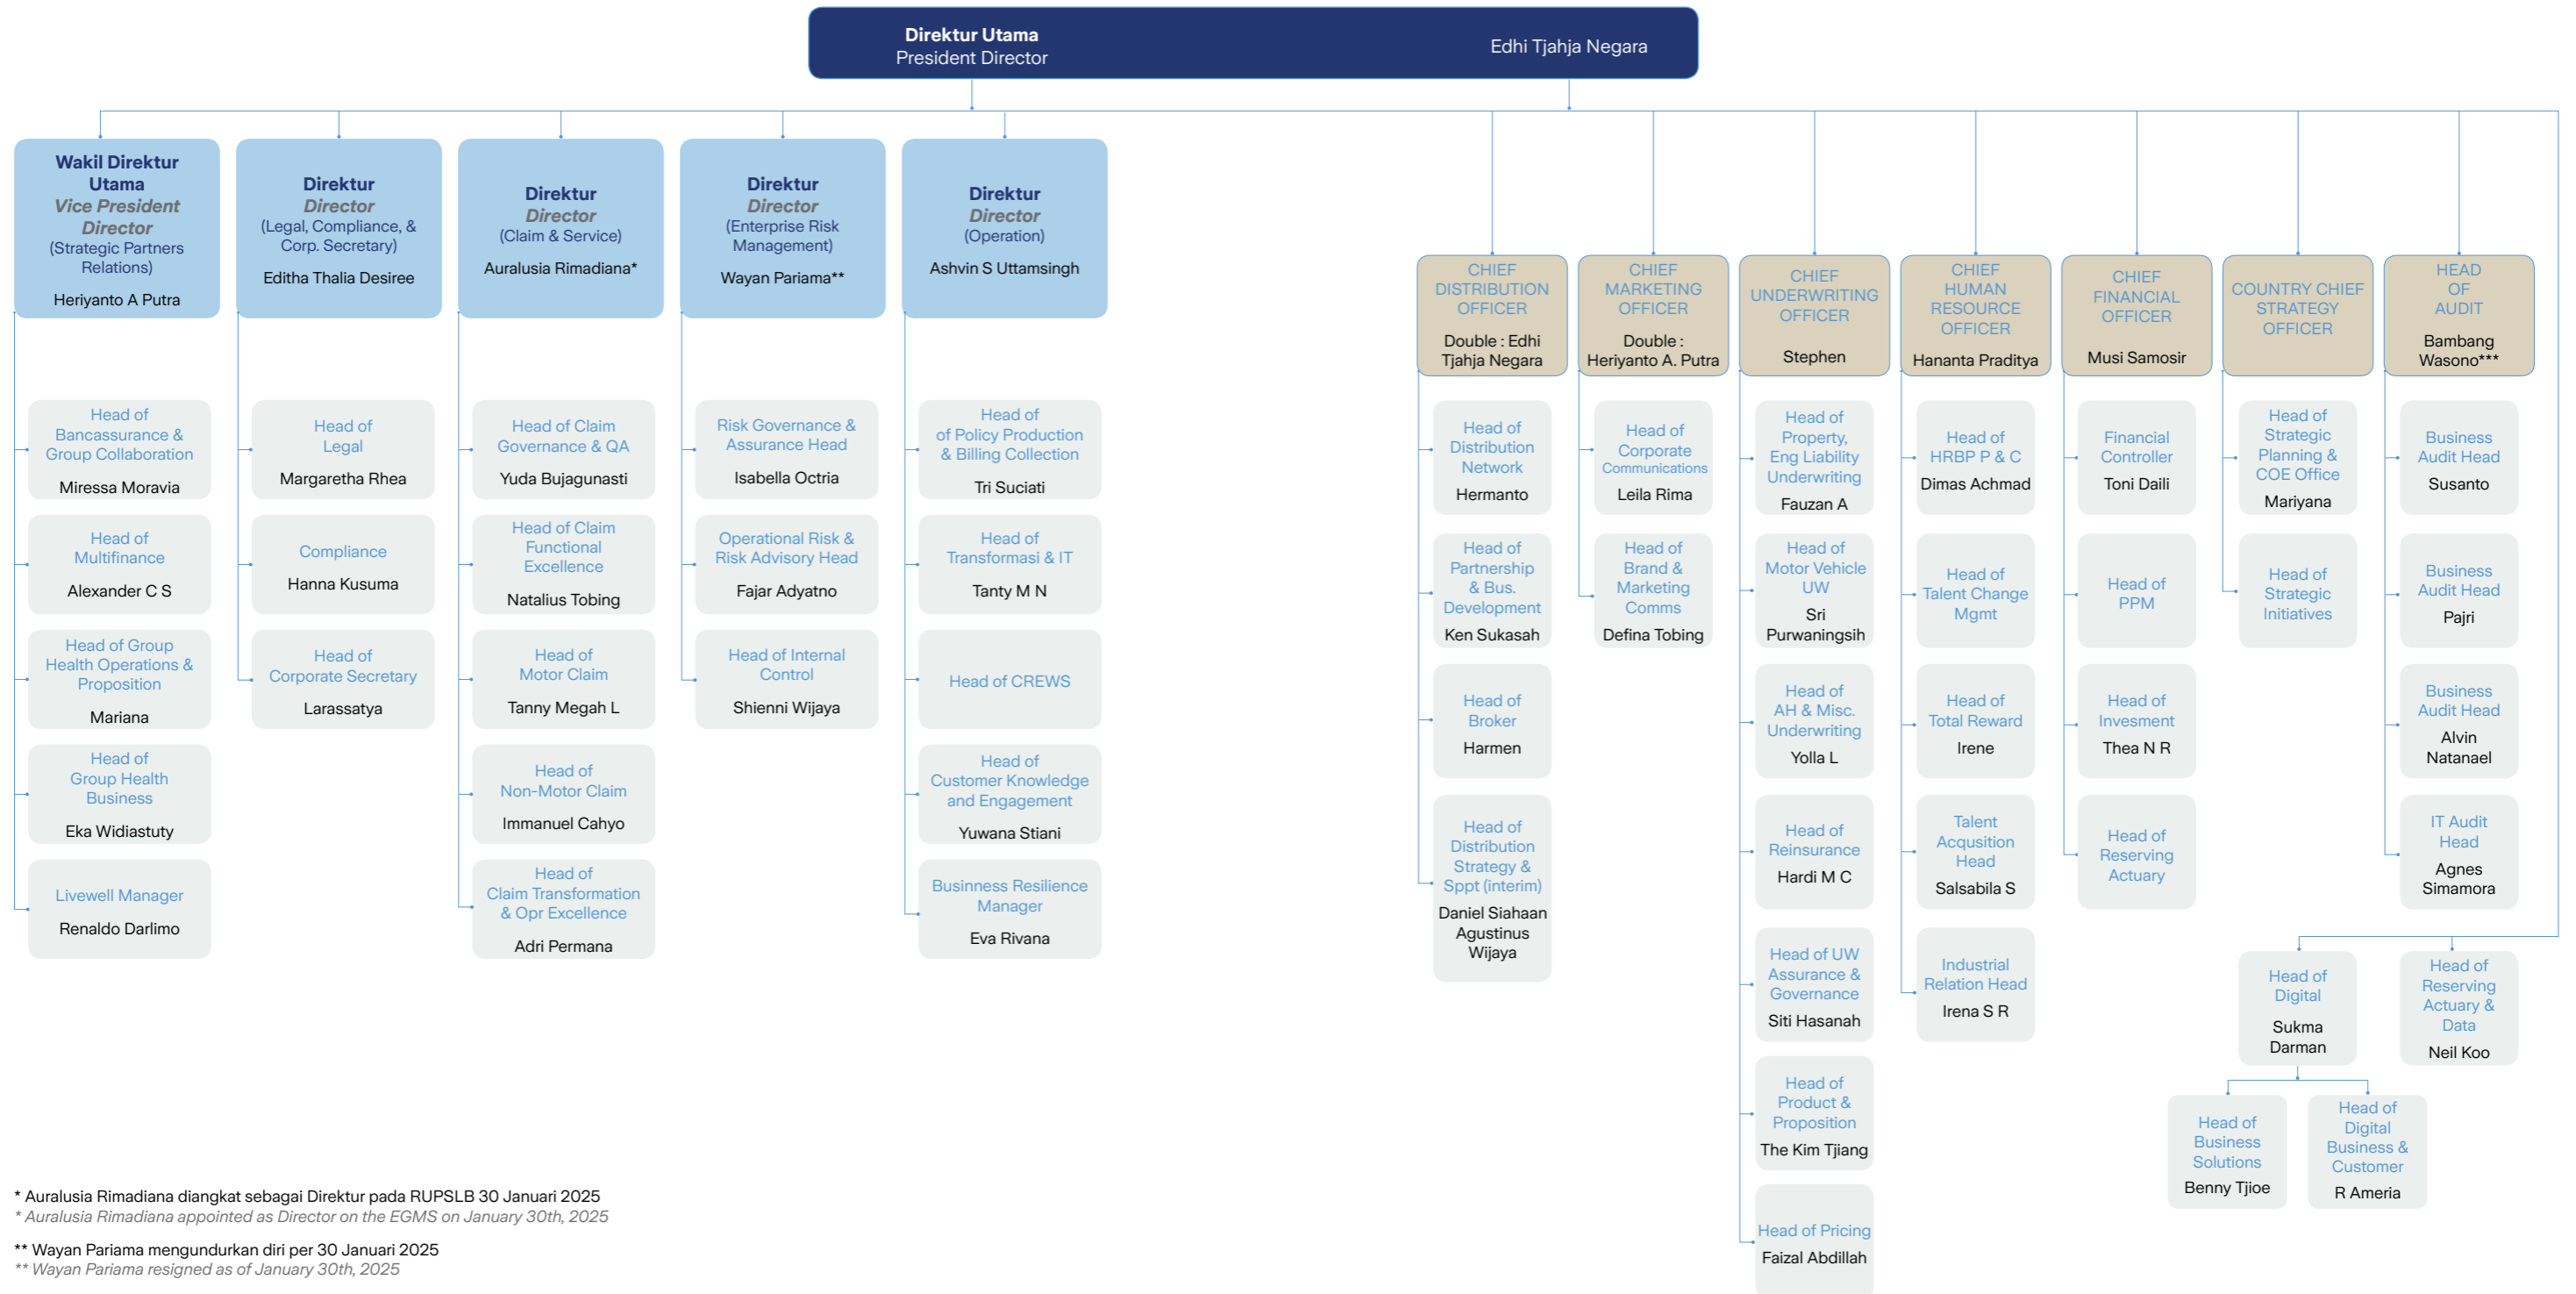 Direktur Utama
President Director
Edhi Tjahja Negara
Wakil Direktur
Utama
Vice President
Director
(Strategic Partners
Relations)
Heriyanto A Putra
Direktur
Director
(Legal, Compliance, &
Corp. Secretary)
Editha Thalia Desiree
Direktur
Director
(Claim & Service)
Auralusia Rimadiana*
Direktur
Director
(Enterprise Risk
Management)
Wayan Pariama**
Direktur
Director
(Operation)
Ashvin S Uttamsingh
CHIEF
DISTRIBUTION
OFFICER
Double : Edhi
Tjahja Negara
CHIEF
MARKETING
OFFICER
Double :
Heriyanto A. Putra
CHIEF
UNDERWRITING
OFFICER
Stephen
CHIEF
HUMAN
RESOURCE
OFFICER
Hananta Praditya
CHIEF
FINANCIAL
OFFICER
Musi Samosir
COUNTRY CHIEF
STRATEGY
OFFICER
HEAD
OF
AUDIT
Bambang
Wasono***
Head of
Bancassurance &
Group Collaboration
Miressa Moravia
Head of
Multifinance
Alexander C S
Head of Group
Health Operations &
Proposition
Mariana
Head of
Group Health
Business
Eka Widiastuty
Livewell Manager
Renaldo Darlimo
Head of
Legal
Margaretha Rhea
Compliance
Hanna Kusuma
Head of
Corporate Secretary
Larassatya
Head of Claim
Governance & QA
Yuda Bujagunasti
Head of Claim
Functional
Excellence
Natalius Tobing
Head of
Motor Claim
Tanny Megah L
Head of
Non-Motor Claim
Immanuel Cahyo
Head of
Claim Transformation
& Opr Excellence
Adri Permana
Risk Governance &
Assurance Head
Isabella Octria
Operational Risk &
Risk Advisory Head
Fajar Adyatno
Head of Internal
Control
Shienni Wijaya
Head of
of Policy Production
& Billing Collection
Tri Suciati
Head of
Transformasi & IT
Tanty M N
Head of CREWS
Head of
Customer Knowledge
and Engagement
Yuwana Stiani
Businness Resilience
Manager
Eva Rivana
Head of
Distribution
Network
Hermanto
Head of
Partnership
& Bus.
Development
Ken Sukasah
Head of
Broker
Harmen
Head of
Distribution
Strategy &
Sppt (interim)
Daniel Siahaan
Agustinus
Wijaya
Head of
Corporate
Communications
Leila Rima
Head of
Brand &
Marketing
Comms
Defina Tobing
Head of
Property,
Eng Liability
Underwriting
Fauzan A
Head of
Motor Vehicle
UW
Sri
Purwaningsih
Head of
AH & Misc.
Underwriting
Yolla L
Head of
Reinsurance
Hardi M C
Head of UW
Assurance &
Governance
Siti Hasanah
Head of
Product &
Proposition
The Kim Tjiang
Head of Pricing
Faizal Abdillah
Head of
HRBP P & C
Dimas Achmad
Head of
Talent Change
Mgmt
Head of
Total Reward
Irene
Talent
Acqusition
Head
Salsabila S
Industrial
Relation Head
Irena S R
Financial
Controller
Toni Daili
Head of
PPM
Head of
Invesment
Thea N R
Head of
Reserving
Actuary
Head of
Strategic
Planning &
COE Office
Mariyana
Head of
Strategic
Initiatives
Business
Audit Head
Susanto
Business
Audit Head
Pajri
Business
Audit Head
Alvin
Natanael
IT Audit
Head
Agnes
Simamora
Head of
Digital
Sukma
Darman
Head of
Reserving
Actuary &
Data
Neil Koo
Head of
Business
Solutions
Benny Tjioe
Head of
Digital
Business &
Customer
R Ameria
* Auralusia Rimadiana diangkat sebagai Direktur pada RUPSLB 30 Januari 2025
* Auralusia Rimadiana appointed as Director on the EGMS on January 30th, 2025
** Wayan Pariama mengundurkan diri per 30 Januari 2025
** Wayan Pariama resigned as of January 30th, 2025